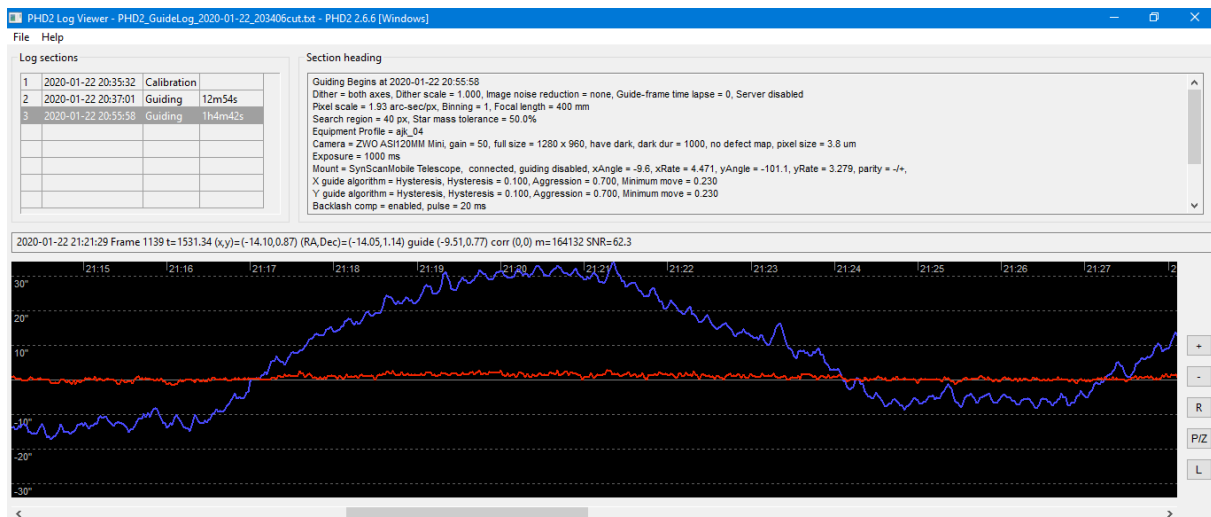 PHD2 Log Viewer - PHD2_GuideLog_2020-01-22_203406cut.txt - PHD2 2.6.6 [Windows]
File Help
Log sections
1 2020-01-22 20:35:32 Calibration
2 2020-01-22 20:37:01 Guiding 12m54s
3 2020-01-22 20:55:58 Guiding 1h4m42s
Section heading
Guiding Begins at 2020-01-22 20:55:58
Dither = both axes, Dither scale = 1.000, Image noise reduction = none, Guide-frame time lapse = 0, Server disabled
Pixel scale = 1.93 arc-sec/px, Binning = 1, Focal length = 400 mm
Search region = 40 px, Star mass tolerance = 50.0%
Equipment Profile = ajk_04
Camera = ZWO ASI120MM Mini, gain = 50, full size = 1280 x 960, have dark, dark dur = 1000, no defect map, pixel size = 3.8 um
Exposure = 1000 ms
Mount = SynScanMobile Telescope,  connected, guiding disabled, xAngle = -9.6, xRate = 4.471, yAngle = -101.1, yRate = 3.279, parity = -/+,
X guide algorithm = Hysteresis, Hysteresis = 0.100, Aggression = 0.700, Minimum move = 0.230
Y guide algorithm = Hysteresis, Hysteresis = 0.100, Aggression = 0.700, Minimum move = 0.230
Backlash comp = enabled, pulse = 20 ms
2020-01-22 21:21:29 Frame 1139 t=1531.34 (x,y)=(-14.10,0.87) (RA,Dec)=(-14.05,1.14) guide (-9.51,0.77) corr (0,0) m=164132 SNR=62.3
21:15 21:16 21:17 21:18 21:19 21:20 21:21 21:22 21:23 21:24 21:25 21:26 21:27 2
30"
20"
10"
-10"
-20"
-30"
+
-
R
P/Z
L